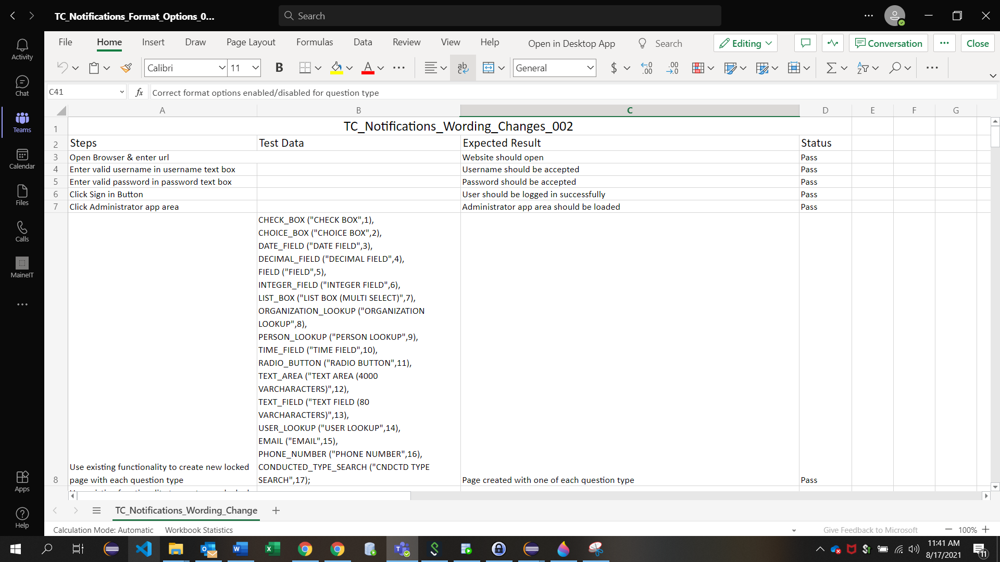 TC_Notifications_Format_Options_0...
Search
Activity
Chat
Teams
Calendar
Files
Calls
MaineIT
Apps
Help
File Home Insert Draw Page Layout Formulas Data Review View Help Open in Desktop App Search Editing Conversation Close
Calibri 11 B A ab c General $ .00 .00 A Z
C41 fx Correct format options enabled/disabled for question type
A B C D E F G
1 TC_Notifications_Wording_Changes_002
2 Steps Test Data Expected Result Status
3 Open Browser & enter url Website should open Pass
4 Enter valid username in username text box Username should be accepted Pass
5 Enter valid password in password text box Password should be accepted Pass
6 Click Sign in Button User should be logged in successfully Pass
7 Click Administrator app area Administrator app area should be loaded Pass
CHECK_BOX ("CHECK BOX",1),
CHOICE_BOX ("CHOICE BOX",2),
DATE_FIELD ("DATE FIELD",3),
DECIMAL_FIELD ("DECIMAL FIELD",4),
FIELD ("FIELD",5),
INTEGER_FIELD ("INTEGER FIELD",6),
LIST_BOX ("LIST BOX (MULTI SELECT)",7),
ORGANIZATION_LOOKUP ("ORGANIZATION
LOOKUP",8),
PERSON_LOOKUP ("PERSON LOOKUP",9),
TIME_FIELD ("TIME FIELD",10),
RADIO_BUTTON ("RADIO BUTTON",11),
TEXT_AREA ("TEXT AREA (4000
VARCHARACTERS)",12),
TEXT_FIELD ("TEXT FIELD (80
VARCHARACTERS)",13),
USER_LOOKUP ("USER LOOKUP",14),
EMAIL ("EMAIL",15),
PHONE_NUMBER ("PHONE NUMBER",16),
Use existing functionality to create new locked CONDUCTED_TYPE_SEARCH ("CNDCTD TYPE
8 page with each question type SEARCH",17); Page created with one of each question type Pass
TC_Notifications_Wording_Change
Calculation Mode: Automatic Workbook Statistics Give Feedback to Microsoft 100%
11:41 AM
8/17/2021
11